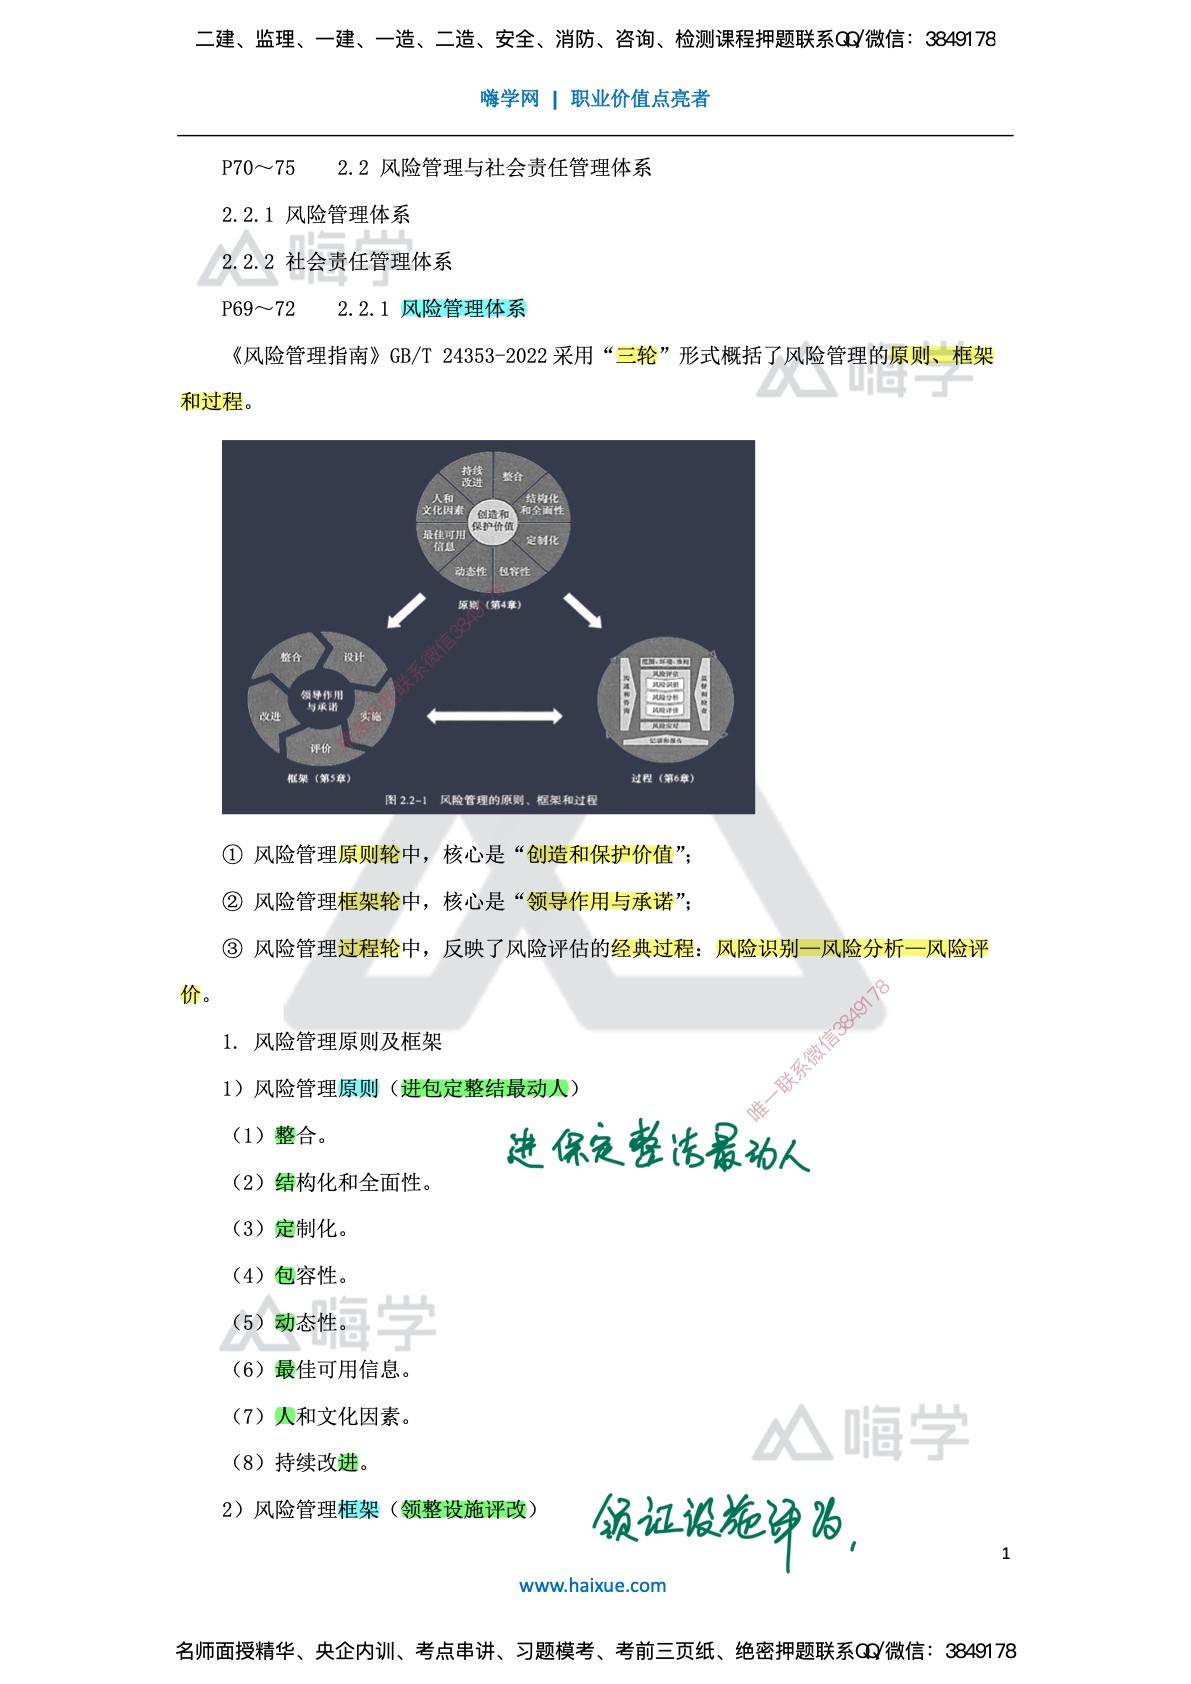 二建、监理、一建、一造、二造、安全、消防、咨询、检测课程押题联系QQ/微信：3849178
嗨学网 | 职业价值点亮者
P70～75 2.2 风险管理与社会责任管理体系
2.2.1 风险管理体系
嗨学
2.2.2 社会责任管理体系
P69～72 2.2.1 风险管理体系
《风险管理指南》GB/T 24353-2022 采用“三轮”形式概括了风险管理的原则、框架
嗨学
和过程。
持续改进
整合
人和文化因素
结构化和全面性
创造和保护价值
最佳可用信息
定制化
动态性
包容性
原则（第4章）
整合
设计
领导作用与承诺
改进
实施
评价
框架（第5章）
范围、环境、准则
风险评估
风险识别
风险分析
风险评价
风险应对
沟通和咨询
监督和检查
记录和报告
过程（第6章）
图 2.2-1 风险管理的原则、框架和过程
① 风险管理原则轮中，核心是“创造和保护价值”；
② 风险管理框架轮中，核心是“领导作用与承诺”；
③ 风险管理过程轮中，反映了风险评估的经典过程：风险识别—风险分析—风险评
价。
唯一联系微信3849178
1. 风险管理原则及框架
1）风险管理原则（进包定整结最动人）
（1）整合。
进保定整洁最动人
（2）结构化和全面性。
（3）定制化。
（4）包容性。
嗨学
（5）动态性。
（6）最佳可用信息。
（7）人和文化因素。
嗨学
（8）持续改进。
2）风险管理框架（领整设施评改）
领证设施评
1
www.haixue.com
名师面授精华、央企内训、考点串讲、习题模考、考前三页纸、绝密押题联系QQ/微信：3849178